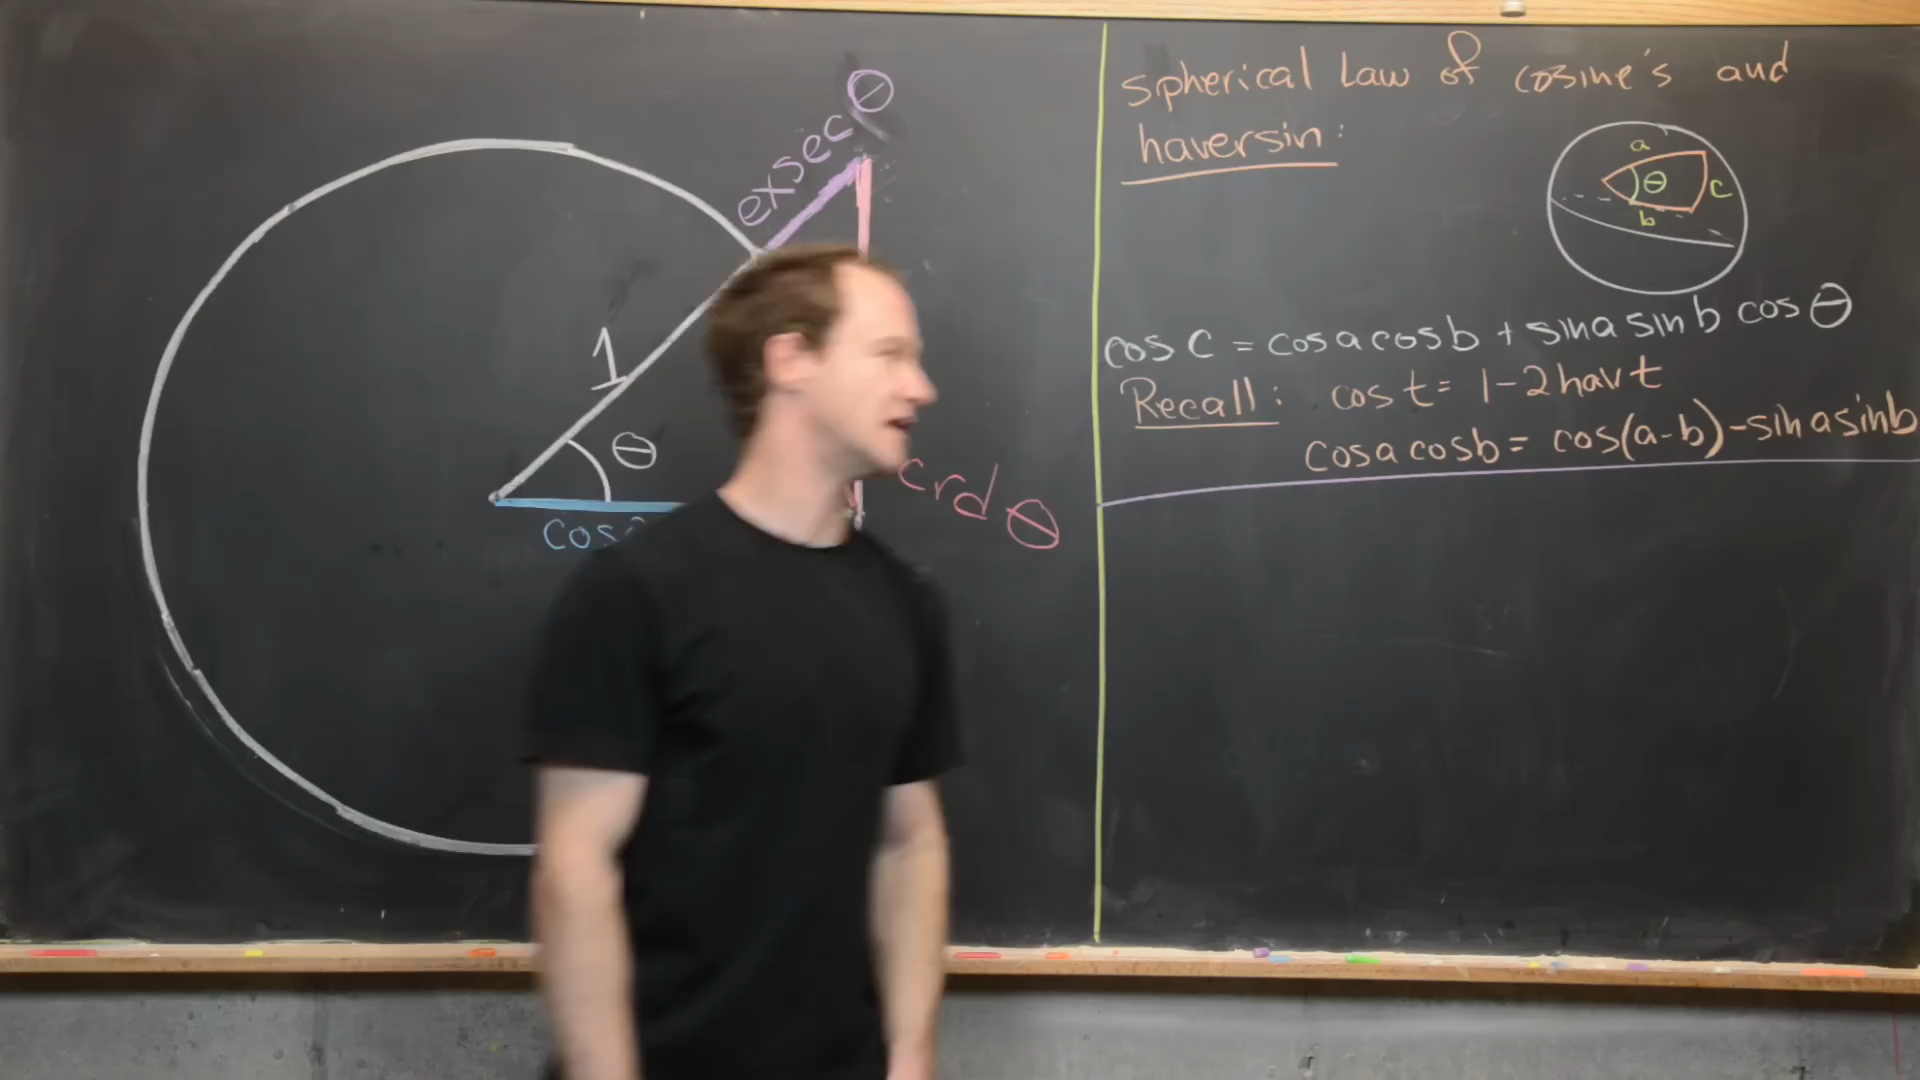 exsec θ
1
θ
cos
crd θ
spherical Law of cosine's and
haversin:
a
θ
c
b
cos c = cos a cos b + sin a sin b cos θ
Recall: cos t = 1-2 hav t
cos a cos b = cos(a-b) - sin a sin b